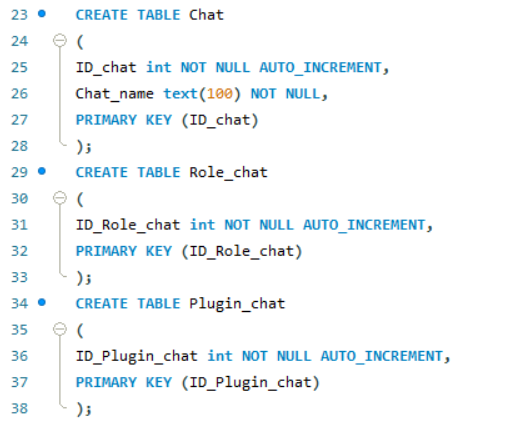 23 CREATE TABLE Chat
24 (
25 ID_chat int NOT NULL AUTO_INCREMENT,
26 Chat_name text(100) NOT NULL,
27 PRIMARY KEY (ID_chat)
28 );
29 CREATE TABLE Role_chat
30 (
31 ID_Role_chat int NOT NULL AUTO_INCREMENT,
32 PRIMARY KEY (ID_Role_chat)
33 );
34 CREATE TABLE Plugin_chat
35 (
36 ID_Plugin_chat int NOT NULL AUTO_INCREMENT,
37 PRIMARY KEY (ID_Plugin_chat)
38 );